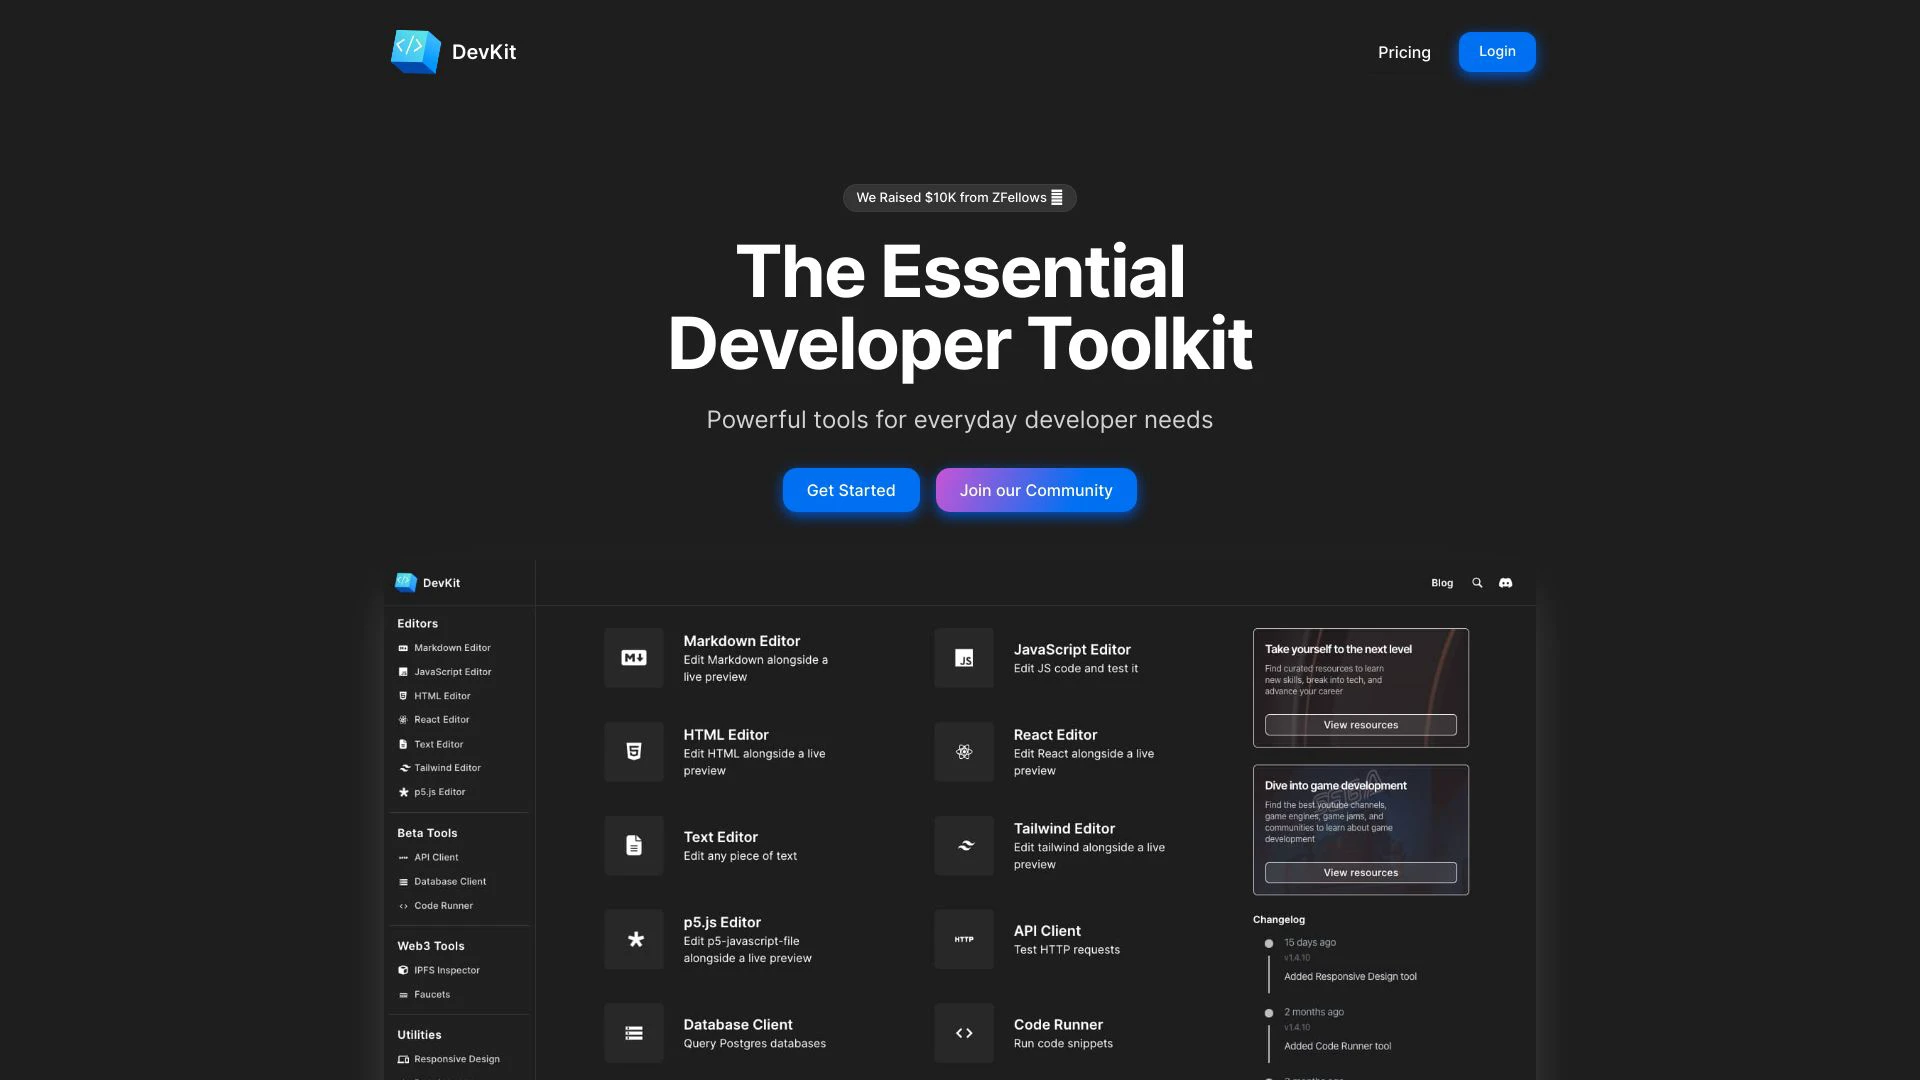 DevKit
Pricing
Login
We Raised $10K from ZFellows
The Essential
Developer Toolkit
Powerful tools for everyday developer needs
Get Started
Join our Community
DevKit
Blog
Editors
Markdown Editor
JavaScript Editor
HTML Editor
React Editor
Text Editor
Tailwind Editor
p5.js Editor
Beta Tools
API Client
Database Client
Code Runner
Web3 Tools
IPFS Inspector
Faucets
Utilities
Responsive Design
Markdown Editor
Edit Markdown alongside a
live preview
JavaScript Editor
Edit JS code and test it
HTML Editor
Edit HTML alongside a live
preview
React Editor
Edit React alongside a live
preview
Text Editor
Edit any piece of text
Tailwind Editor
Edit tailwind alongside a live
preview
p5.js Editor
Edit p5-javascript-file
alongside a live preview
HTTP
API Client
Test HTTP requests
Database Client
Query Postgres databases
Code Runner
Run code snippets
Take yourself to the next level
Find curated resources to learn
new skills, break into tech, and
advance your career
View resources
Dive into game development
Find the best youtube channels,
game engines, game jams, and
communities to learn about game
development
View resources
Changelog
15 days ago
v1.4.10
Added Responsive Design tool
2 months ago
v1.4.10
Added Code Runner tool